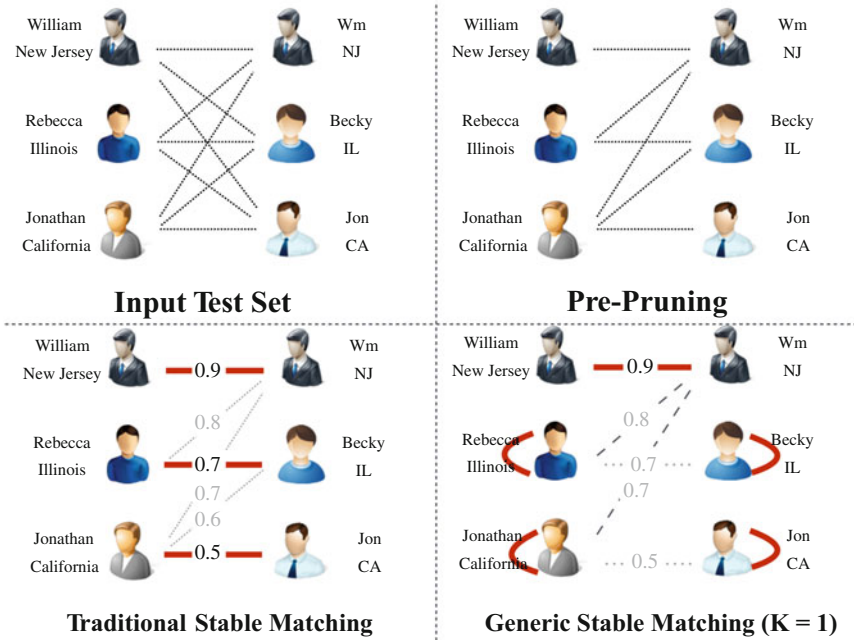 William
New Jersey
Wm
NJ
Rebecca
Illinois
Becky
IL
Jonathan
California
Jon
CA
Input Test Set
William
New Jersey
Wm
NJ
Rebecca
Illinois
Becky
IL
Jonathan
California
Jon
CA
Pre-Pruning
William
New Jersey
0.9
Wm
NJ
0.8
Rebecca
Illinois
0.7
Becky
IL
0.7
0.6
Jonathan
California
0.5
Jon
CA
Traditional Stable Matching
William
New Jersey
0.9
Wm
NJ
0.8
Rebecca
Illinois
0.7
Becky
IL
0.7
Jonathan
California
0.5
Jon
CA
Generic Stable Matching (K = 1)